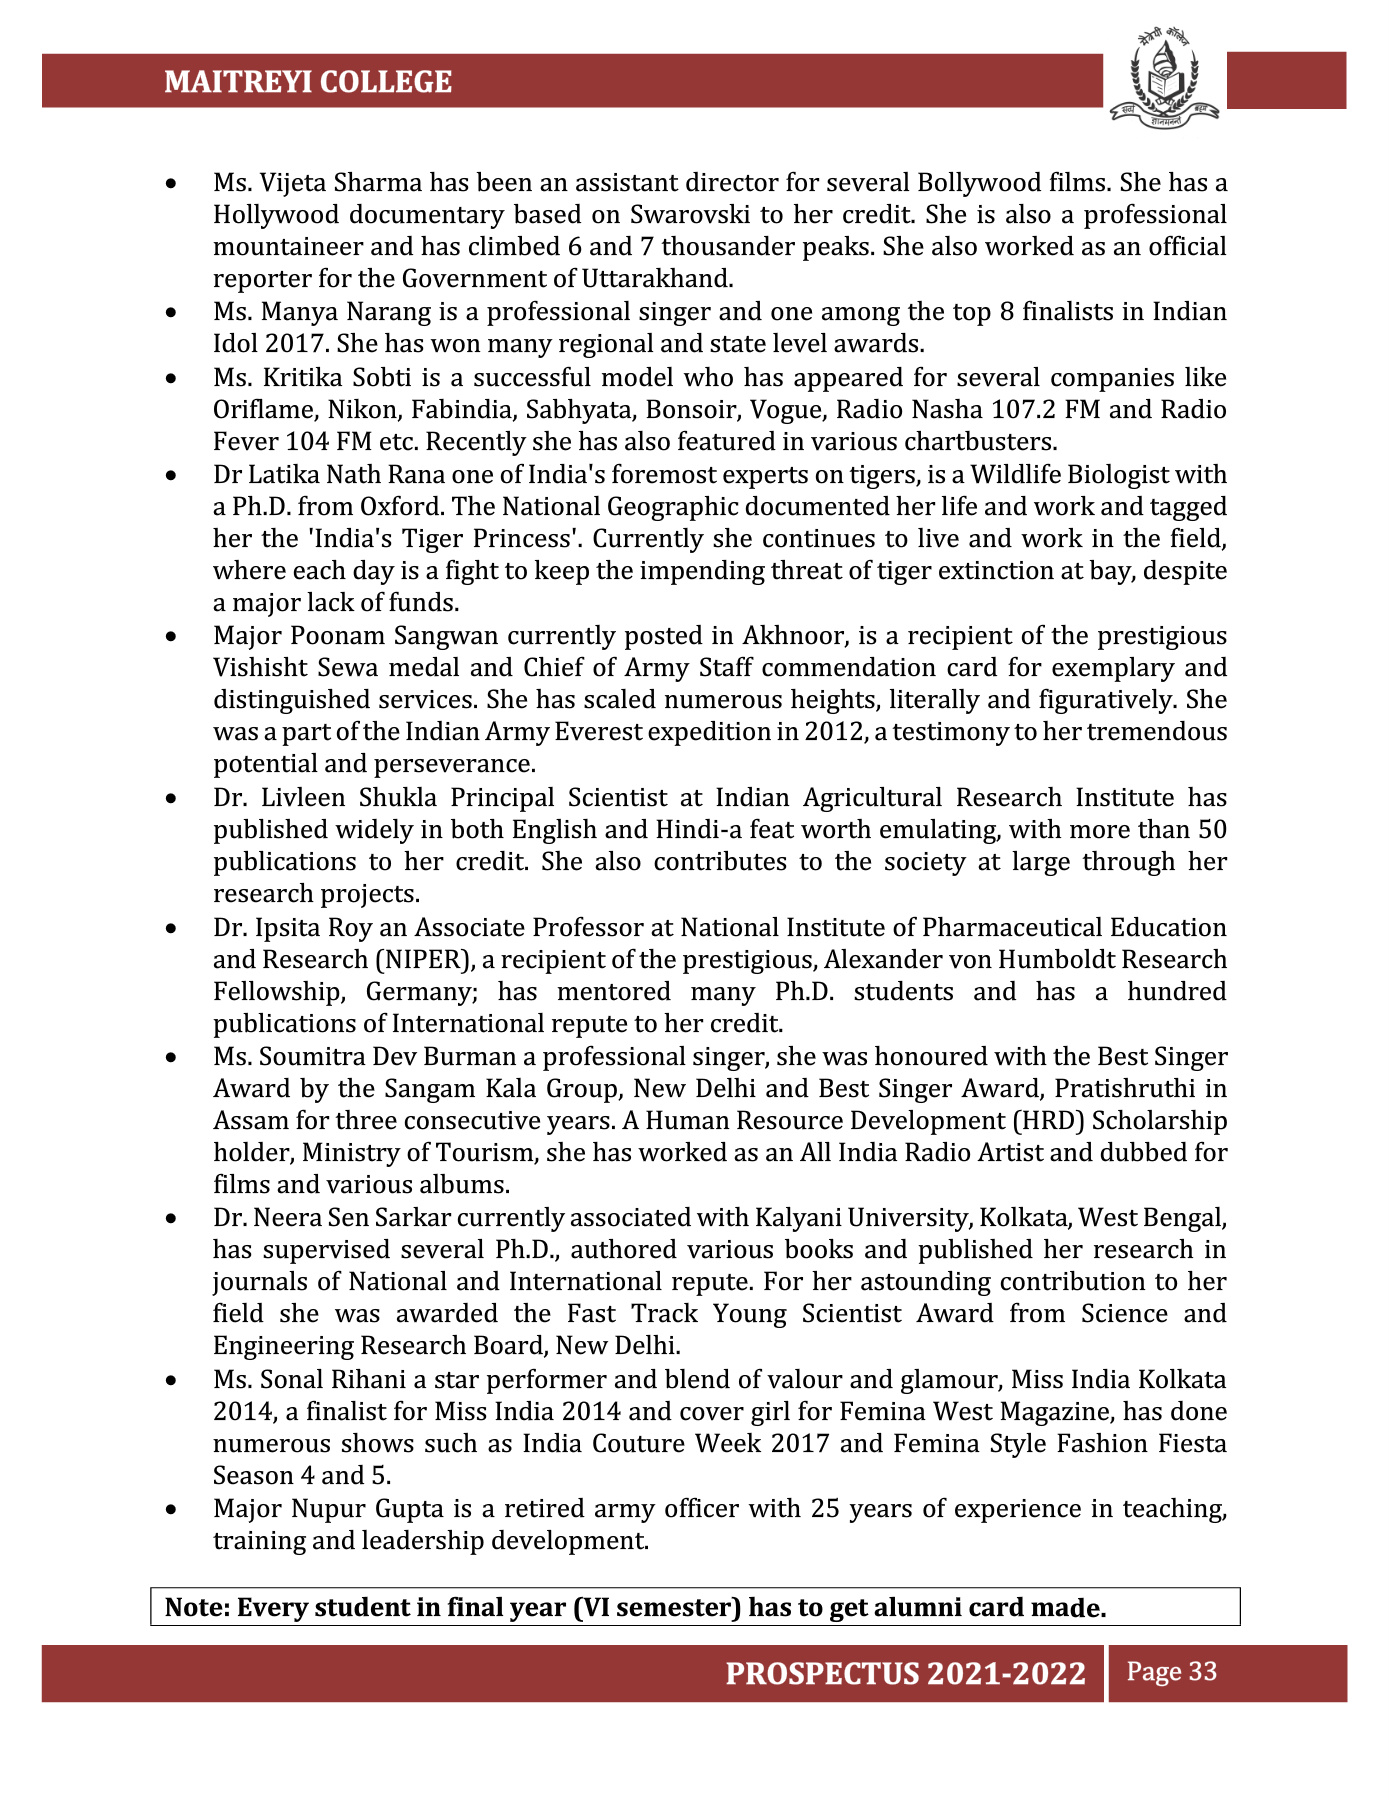 MAITREYI COLLEGE
मैत्रेयी कॉलेज
ज्ञानमनन्तं
• Ms. Vijeta Sharma has been an assistant director for several Bollywood films. She has a
Hollywood documentary based on Swarovski to her credit. She is also a professional
mountaineer and has climbed 6 and 7 thousander peaks. She also worked as an official
reporter for the Government of Uttarakhand.
• Ms. Manya Narang is a professional singer and one among the top 8 finalists in Indian
Idol 2017. She has won many regional and state level awards.
• Ms. Kritika Sobti is a successful model who has appeared for several companies like
Oriflame, Nikon, Fabindia, Sabhyata, Bonsoir, Vogue, Radio Nasha 107.2 FM and Radio
Fever 104 FM etc. Recently she has also featured in various chartbusters.
• Dr Latika Nath Rana one of India's foremost experts on tigers, is a Wildlife Biologist with
a Ph.D. from Oxford. The National Geographic documented her life and work and tagged
her the 'India's Tiger Princess'. Currently she continues to live and work in the field,
where each day is a fight to keep the impending threat of tiger extinction at bay, despite
a major lack of funds.
• Major Poonam Sangwan currently posted in Akhnoor, is a recipient of the prestigious
Vishisht Sewa medal and Chief of Army Staff commendation card for exemplary and
distinguished services. She has scaled numerous heights, literally and figuratively. She
was a part of the Indian Army Everest expedition in 2012, a testimony to her tremendous
potential and perseverance.
• Dr. Livleen Shukla Principal Scientist at Indian Agricultural Research Institute has
published widely in both English and Hindi-a feat worth emulating, with more than 50
publications to her credit. She also contributes to the society at large through her
research projects.
• Dr. Ipsita Roy an Associate Professor at National Institute of Pharmaceutical Education
and Research (NIPER), a recipient of the prestigious, Alexander von Humboldt Research
Fellowship, Germany; has mentored many Ph.D. students and has a hundred
publications of International repute to her credit.
• Ms. Soumitra Dev Burman a professional singer, she was honoured with the Best Singer
Award by the Sangam Kala Group, New Delhi and Best Singer Award, Pratishruthi in
Assam for three consecutive years. A Human Resource Development (HRD) Scholarship
holder, Ministry of Tourism, she has worked as an All India Radio Artist and dubbed for
films and various albums.
• Dr. Neera Sen Sarkar currently associated with Kalyani University, Kolkata, West Bengal,
has supervised several Ph.D., authored various books and published her research in
journals of National and International repute. For her astounding contribution to her
field she was awarded the Fast Track Young Scientist Award from Science and
Engineering Research Board, New Delhi.
• Ms. Sonal Rihani a star performer and blend of valour and glamour, Miss India Kolkata
2014, a finalist for Miss India 2014 and cover girl for Femina West Magazine, has done
numerous shows such as India Couture Week 2017 and Femina Style Fashion Fiesta
Season 4 and 5.
• Major Nupur Gupta is a retired army officer with 25 years of experience in teaching,
training and leadership development.
Note: Every student in final year (VI semester) has to get alumni card made.
PROSPECTUS 2021-2022
Page 33